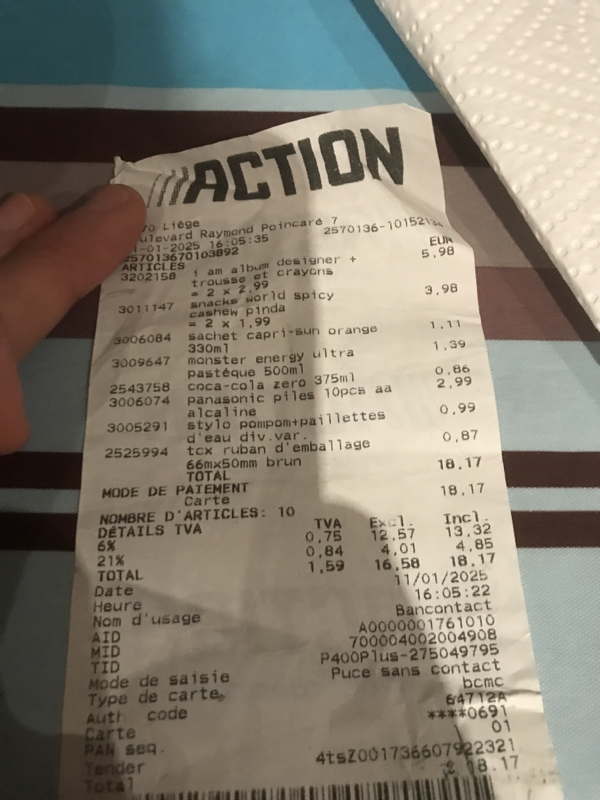 ACTION
Liège
Boulevard Raymond Poincaré 7
-01-2025 16:05:35 2570136-101521
257013670103892 EUR
ARTICLES
3202158 i am album designer + 5,98
trousse et crayons
= 2 x 2,99
3011147 snacks world spicy 3,98
cashew pinda
= 2 x 1,99
3006084 sachet capri-sun orange 1,11
330ml
3009647 monster energy ultra 1,39
pastèque 500ml
2543758 coca-cola zero 375ml 0,86
3006074 panasonic piles 10pcs aa 2,99
alcaline
3005291 stylo pompom+paillettes 0,99
d'eau div.var.
2525994 tcx ruban d'emballage 0,87
66mx50mm brun
TOTAL 18,17
MODE DE PAIEMENT
Carte 18,17
NOMBRE D'ARTICLES: 10
DÉTAILS TVA TVA Excl. Incl.
6% 0,75 12,57 13,32
21% 0,84 4,01 4,85
TOTAL 1,59 16,58 18,17
Date 11/01/2025
Heure 16:05:22
Nom d'usage Bancontact
AID A0000001761010
MID 700004002004908
TID P400Plus-275049795
Mode de saisie Puce sans contact
Type de carte bcmc
Auth code 64712A
Carte ****0691
PAN seq. 01
Tender 4tsZ001736607922321
Total 18.17